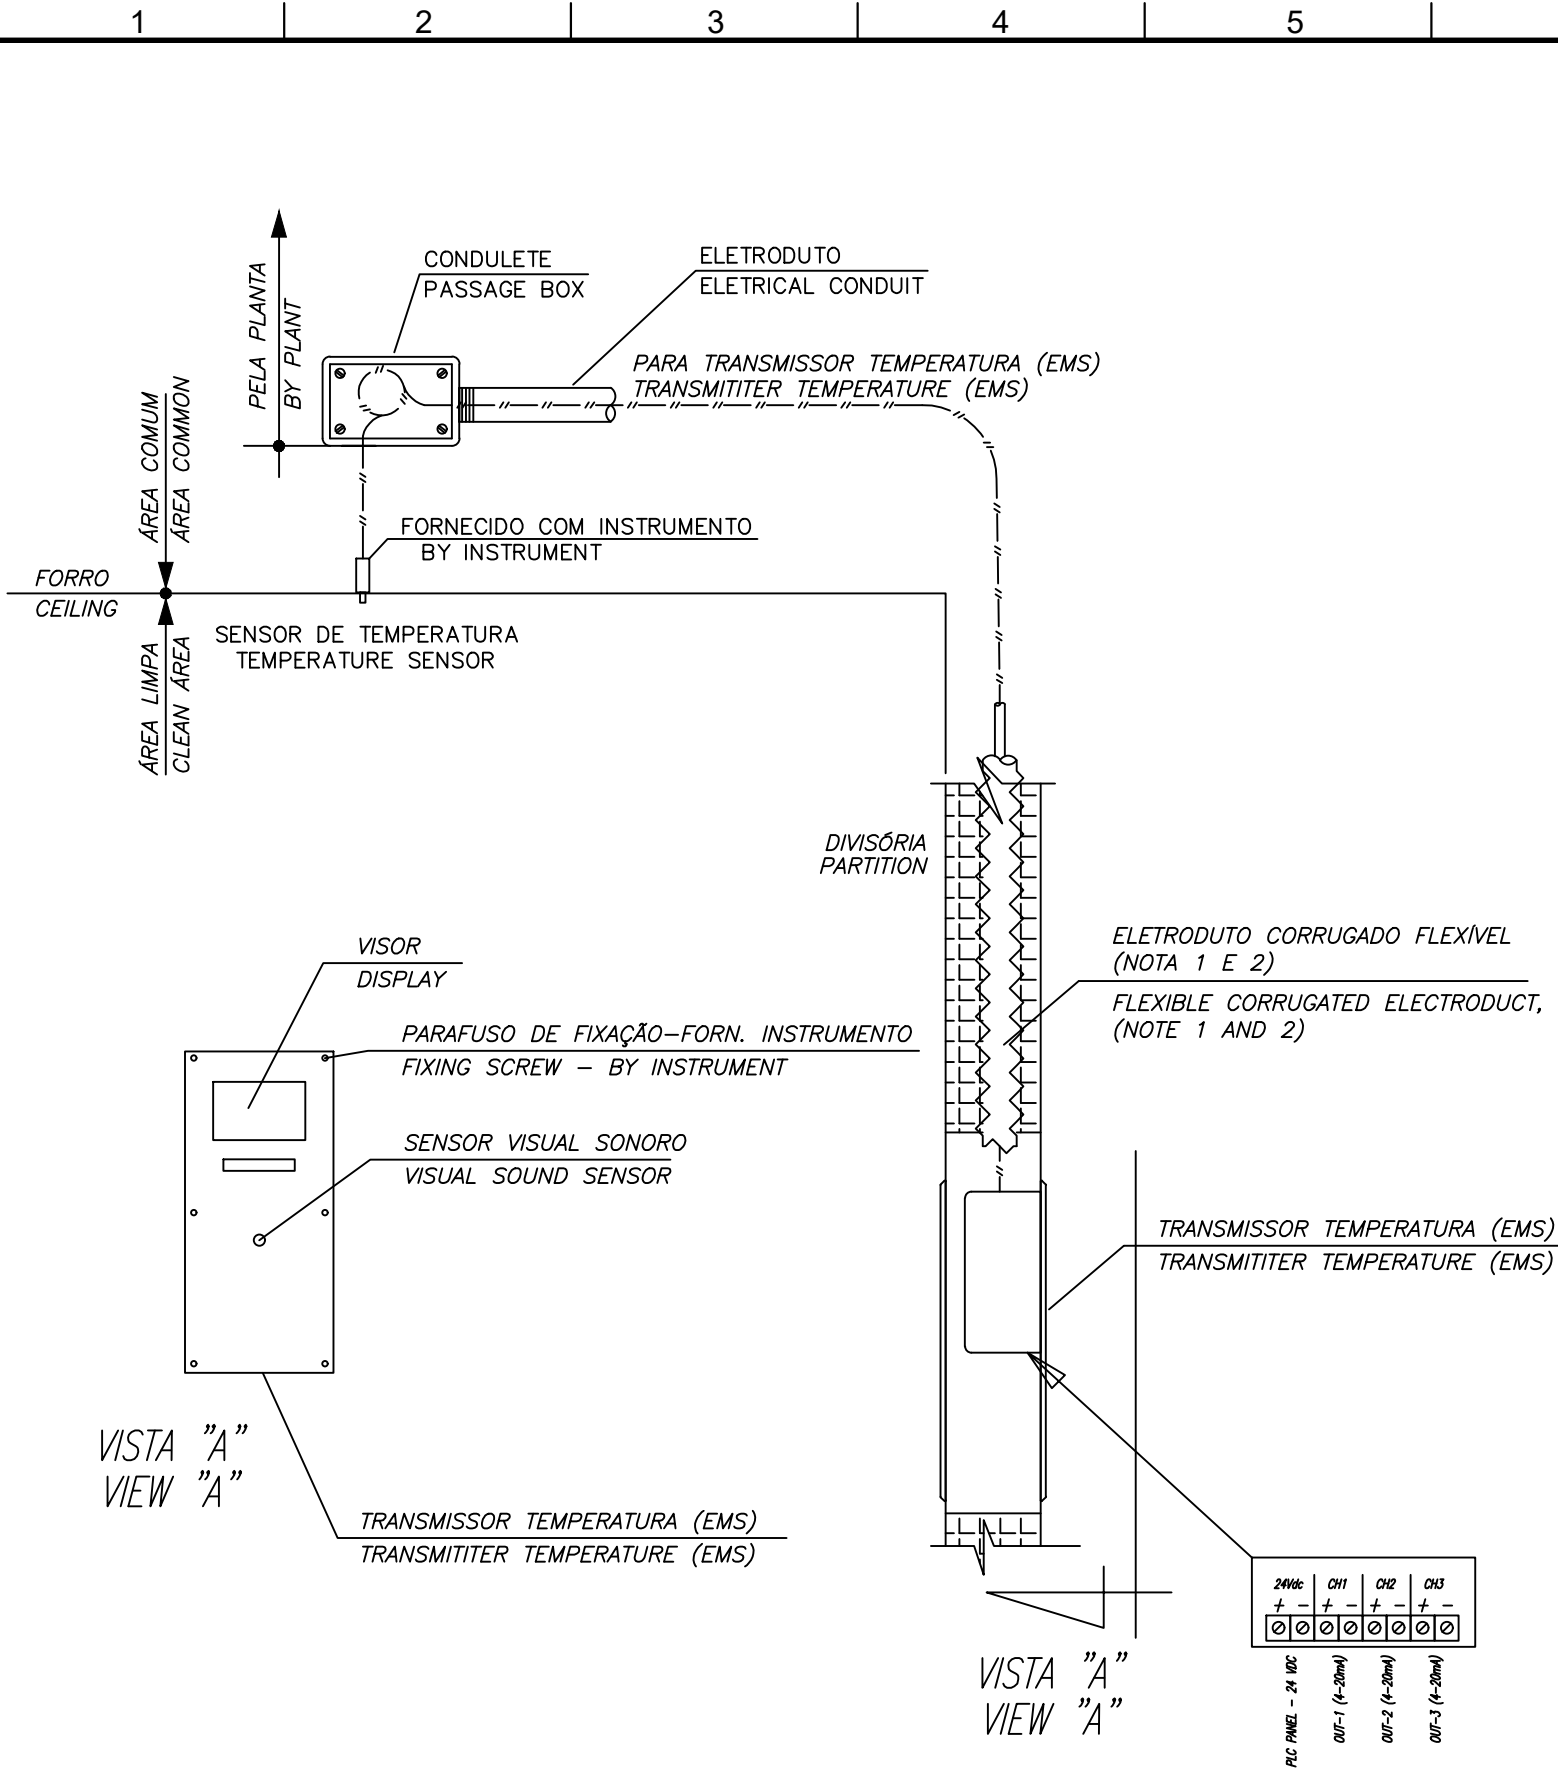 1 2 3 4 5
PELA PLANTA
BY PLANT
CONDULETE
PASSAGE BOX
ELETRODUTO
ELETRICAL CONDUIT
PARA TRANSMISSOR TEMPERATURA (EMS)
TRANSMITITER TEMPERATURE (EMS)
ÁREA COMUM
ÁREA COMMON
FORNECIDO COM INSTRUMENTO
BY INSTRUMENT
FORRO
CEILING
SENSOR DE TEMPERATURA
TEMPERATURE SENSOR
ÁREA LIMPA
CLEAN ÁREA
DIVISÓRIA
PARTITION
VISOR
DISPLAY
ELETRODUTO CORRUGADO FLEXÍVEL
(NOTA 1 E 2)
FLEXIBLE CORRUGATED ELECTRODUCT,
(NOTE 1 AND 2)
PARAFUSO DE FIXAÇÃO-FORN. INSTRUMENTO
FIXING SCREW - BY INSTRUMENT
SENSOR VISUAL SONORO
VISUAL SOUND SENSOR
TRANSMISSOR TEMPERATURA (EMS)
TRANSMITITER TEMPERATURE (EMS)
VISTA "A"
VIEW "A"
TRANSMISSOR TEMPERATURA (EMS)
TRANSMITITER TEMPERATURE (EMS)
24Vdc CH1 CH2 CH3
+ - + - + - + -
VISTA "A"
VIEW "A"
PLC PANEL - 24 VDC
OUT-1 (4-20mA)
OUT-2 (4-20mA)
OUT-3 (4-20mA)